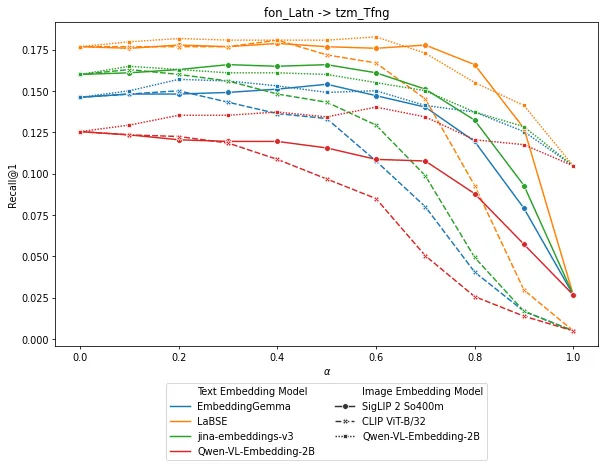 fon_Latn -> tzm_Tfng
Recall@1
0.175
0.150
0.125
0.100
0.075
0.050
0.025
0.000
0.0 0.2 0.4 0.6 0.8 1.0
α
Text Embedding Model Image Embedding Model
EmbeddingGemma SigLIP 2 So400m
LaBSE CLIP ViT-B/32
jina-embeddings-v3 Qwen-VL-Embedding-2B
Qwen-VL-Embedding-2B